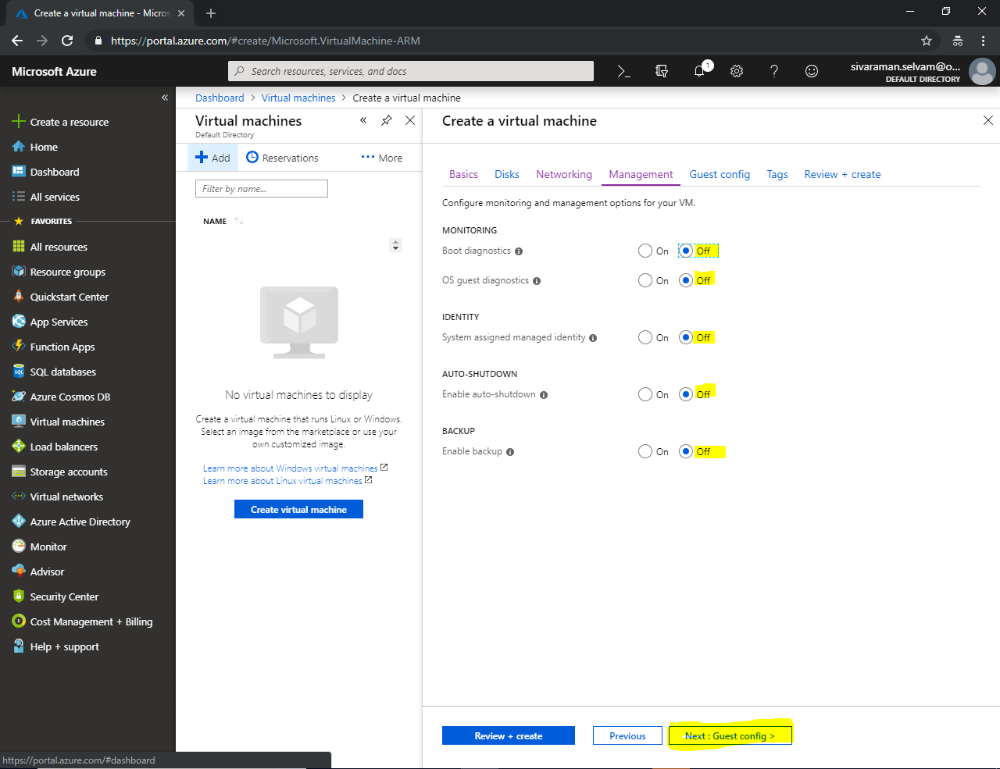 Create a virtual machine - Micros
https://portal.azure.com/#create/Microsoft.VirtualMachine-ARM
Microsoft Azure
Search resources, services, and docs
1
sivaraman.selvam@o...
DEFAULT DIRECTORY
Create a resource
Home
Dashboard
All services
FAVORITES
All resources
Resource groups
Quickstart Center
App Services
Function Apps
SQL databases
Azure Cosmos DB
Virtual machines
Load balancers
Storage accounts
Virtual networks
Azure Active Directory
Monitor
Advisor
Security Center
Cost Management + Billing
Help + support
https://portal.azure.com/#dashboard
Dashboard > Virtual machines > Create a virtual machine
Virtual machines
Default Directory
Add Reservations ••• More
Filter by name...
NAME
No virtual machines to display
Create a virtual machine that runs Linux or Windows.
Select an image from the marketplace or use your
own customized image.
Learn more about Windows virtual machines
Learn more about Linux virtual machines
Create virtual machine
Create a virtual machine
Basics Disks Networking Management Guest config Tags Review + create
Configure monitoring and management options for your VM.
MONITORING
Boot diagnostics On Off
OS guest diagnostics On Off
IDENTITY
System assigned managed identity On Off
AUTO-SHUTDOWN
Enable auto-shutdown On Off
BACKUP
Enable backup On Off
Review + create Previous Next : Guest config >